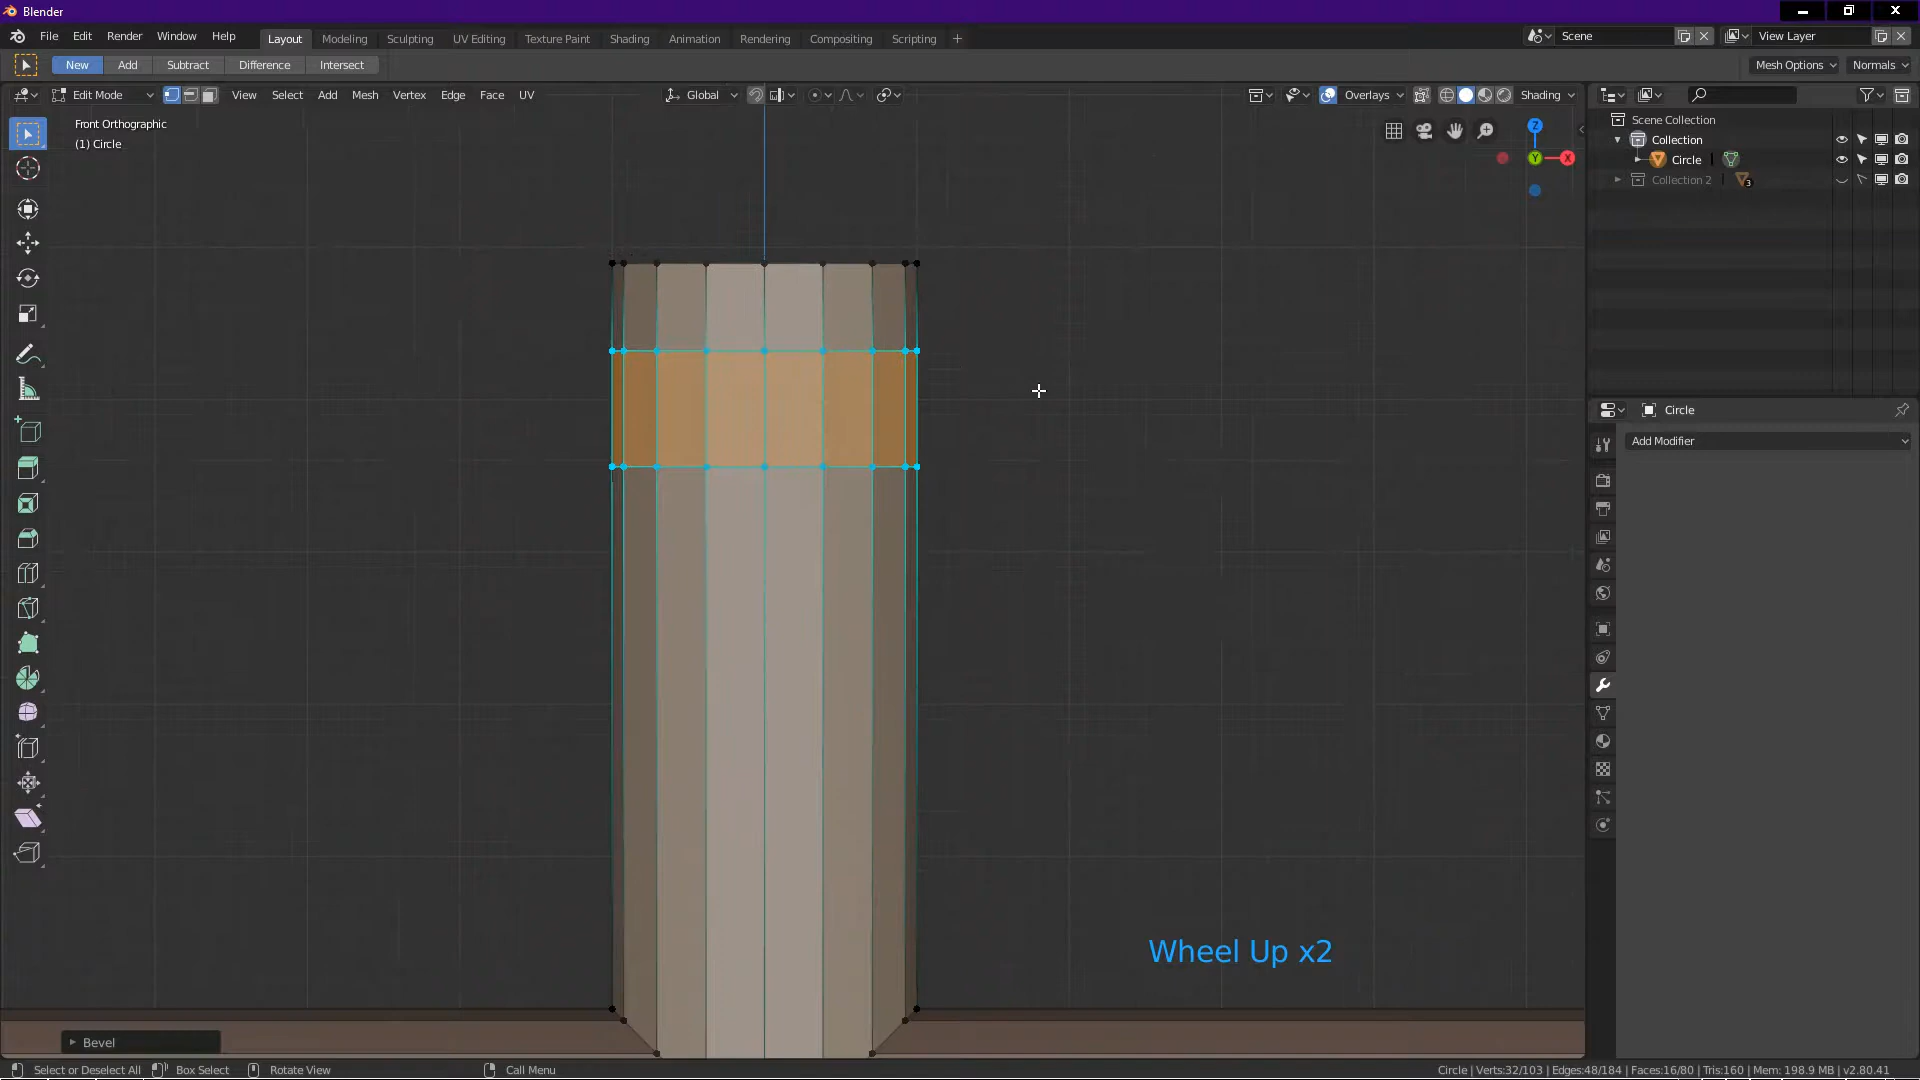 Blender
File Edit Render Window Help Layout Modeling Sculpting UV Editing Texture Paint Shading Animation Rendering Compositing Scripting + Scene View Layer
New Add Subtract Difference Intersect Mesh Options Normals
Edit Mode View Select Add Mesh Vertex Edge Face UV Global Overlays Shading
Front Orthographic
(1) Circle
Z
Y
X
Scene Collection
Collection
Circle
Collection 2 3
Circle
Add Modifier
Wheel Up x2
Bevel
Select or Deselect All Box Select Rotate View Call Menu Circle | Verts:32/103 | Edges:48/184 | Faces:16/80 | Tris:160 | Mem: 198.9 MB | v2.80.41